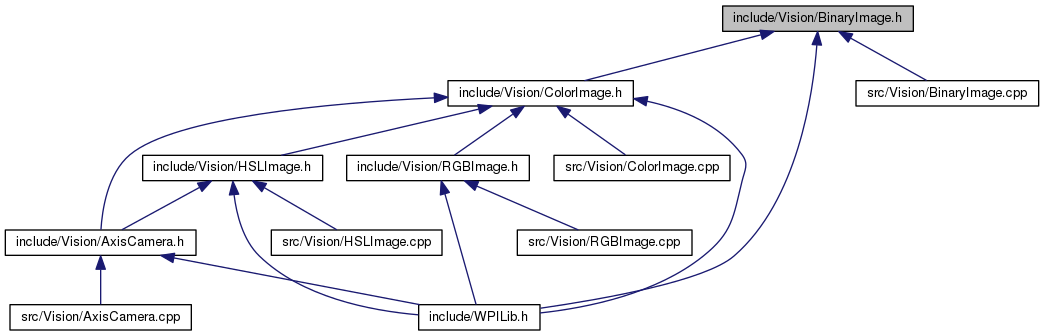 include/Vision/BinaryImage.h
include/Vision/ColorImage.h
src/Vision/BinaryImage.cpp
include/Vision/HSLImage.h
include/Vision/RGBImage.h
src/Vision/ColorImage.cpp
include/Vision/AxisCamera.h
src/Vision/HSLImage.cpp
src/Vision/RGBImage.cpp
src/Vision/AxisCamera.cpp
include/WPILib.h